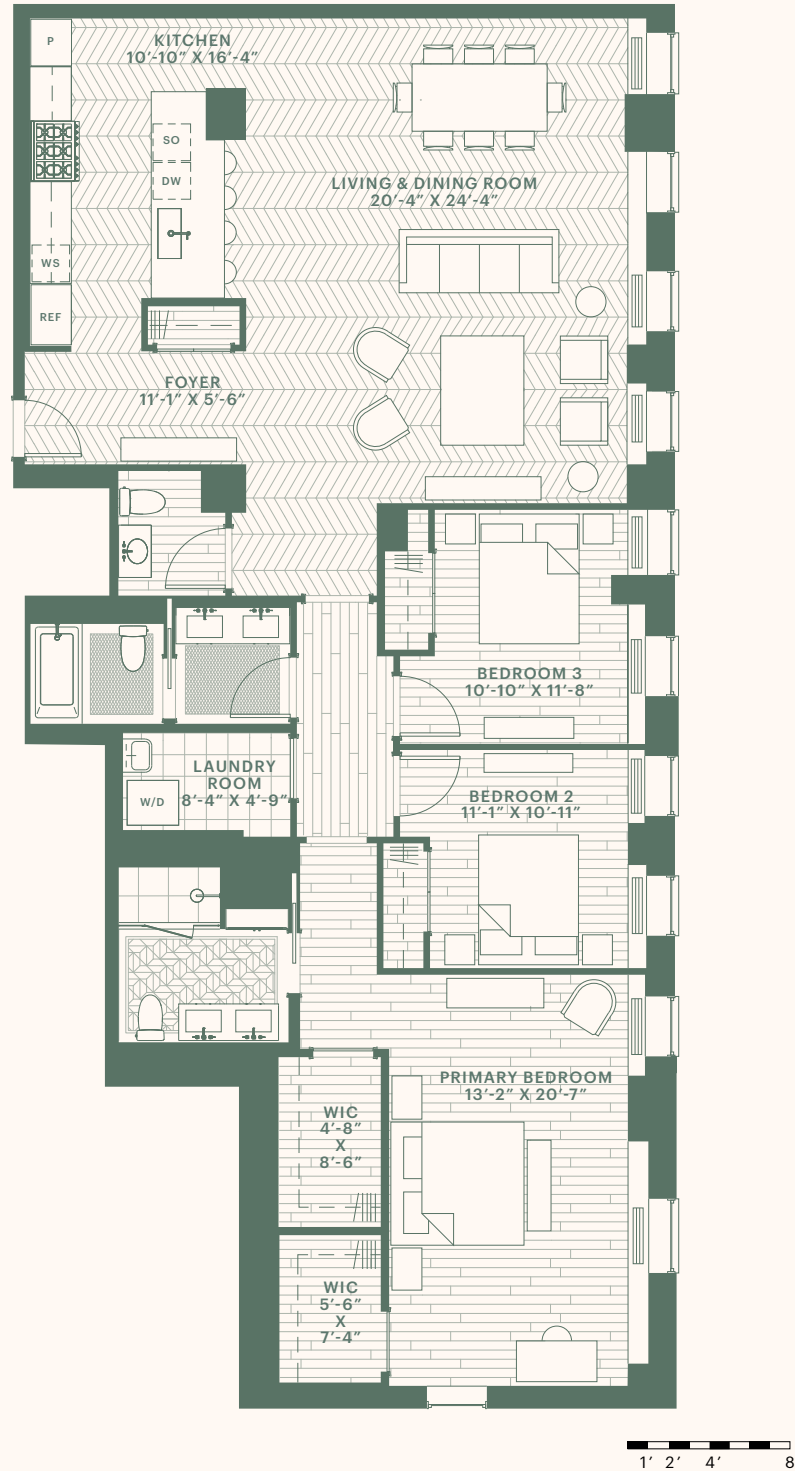 P
KITCHEN
10’-10” X 16’-4”
SO
DW
LIVING & DINING ROOM
20’-4” X 24’-4”
WS
REF
FOYER
11’-1” X 5’-6”
BEDROOM 3
10’-10” X 11’-8”
LAUNDRY
ROOM
8’-4” X 4’-9”
W/D
BEDROOM 2
11’-1” X 10’-11”
PRIMARY BEDROOM
13’-2” X 20’-7”
WIC
4’-8”
X
8’-6”
WIC
5’-6”
X
7’-4”
1’ 2’ 4’ 8